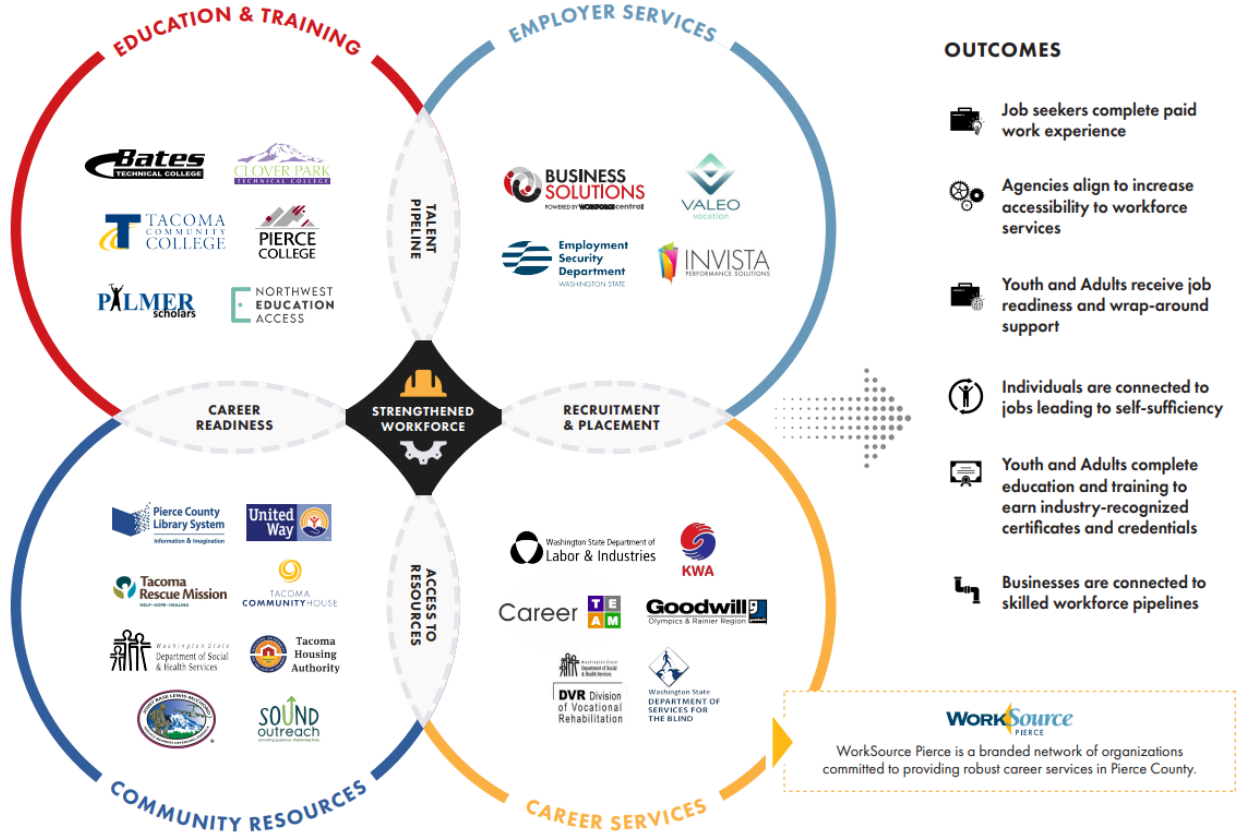 EDUCATION & TRAINING
EMPLOYER SERVICES
Bates
TECHNICAL COLLEGE
CLOVER PARK
TECHNICAL COLLEGE
TACOMA
COMMUNITY
COLLEGE
PIERCE
COLLEGE
PALMER
scholars
NORTHWEST
EDUCATION
ACCESS
TALENT
PIPELINE
BUSINESS
SOLUTIONS
POWERED BY WORKFORCE central
VALEO
vocation
Employment
Security
Department
WASHINGTON STATE
INVISTA
PERFORMANCE SOLUTIONS
CAREER
READINESS
STRENGTHENED
WORKFORCE
RECRUITMENT
& PLACEMENT
Pierce County
Library System
Information & Imagination
United
Way
Tacoma
Rescue Mission
HELP · HOPE · HEALING
TACOMA
COMMUNITYHOUSE
Washington State
Department of Social
& Health Services
Tacoma
Housing
Authority
JOINT BASE LEWIS-MCCHORD
SOUND
outreach
ACCESS TO
RESOURCES
Washington State Department of
Labor & Industries
KWA
Career TEAM
Goodwill
Olympics & Rainier Region
goodwill
Washington State
Department of Social
& Health Services
DVR Division
of Vocational
Rehabilitation
Washington State
DEPARTMENT OF
SERVICES FOR
THE BLIND
COMMUNITY RESOURCES
CAREER SERVICES
OUTCOMES
Job seekers complete paid
work experience
Agencies align to increase
accessibility to workforce
services
Youth and Adults receive job
readiness and wrap-around
support
Individuals are connected to
jobs leading to self-sufficiency
Youth and Adults complete
education and training to
earn industry-recognized
certificates and credentials
Businesses are connected to
skilled workforce pipelines
WORKSource
PIERCE
WorkSource Pierce is a branded network of organizations
committed to providing robust career services in Pierce County.